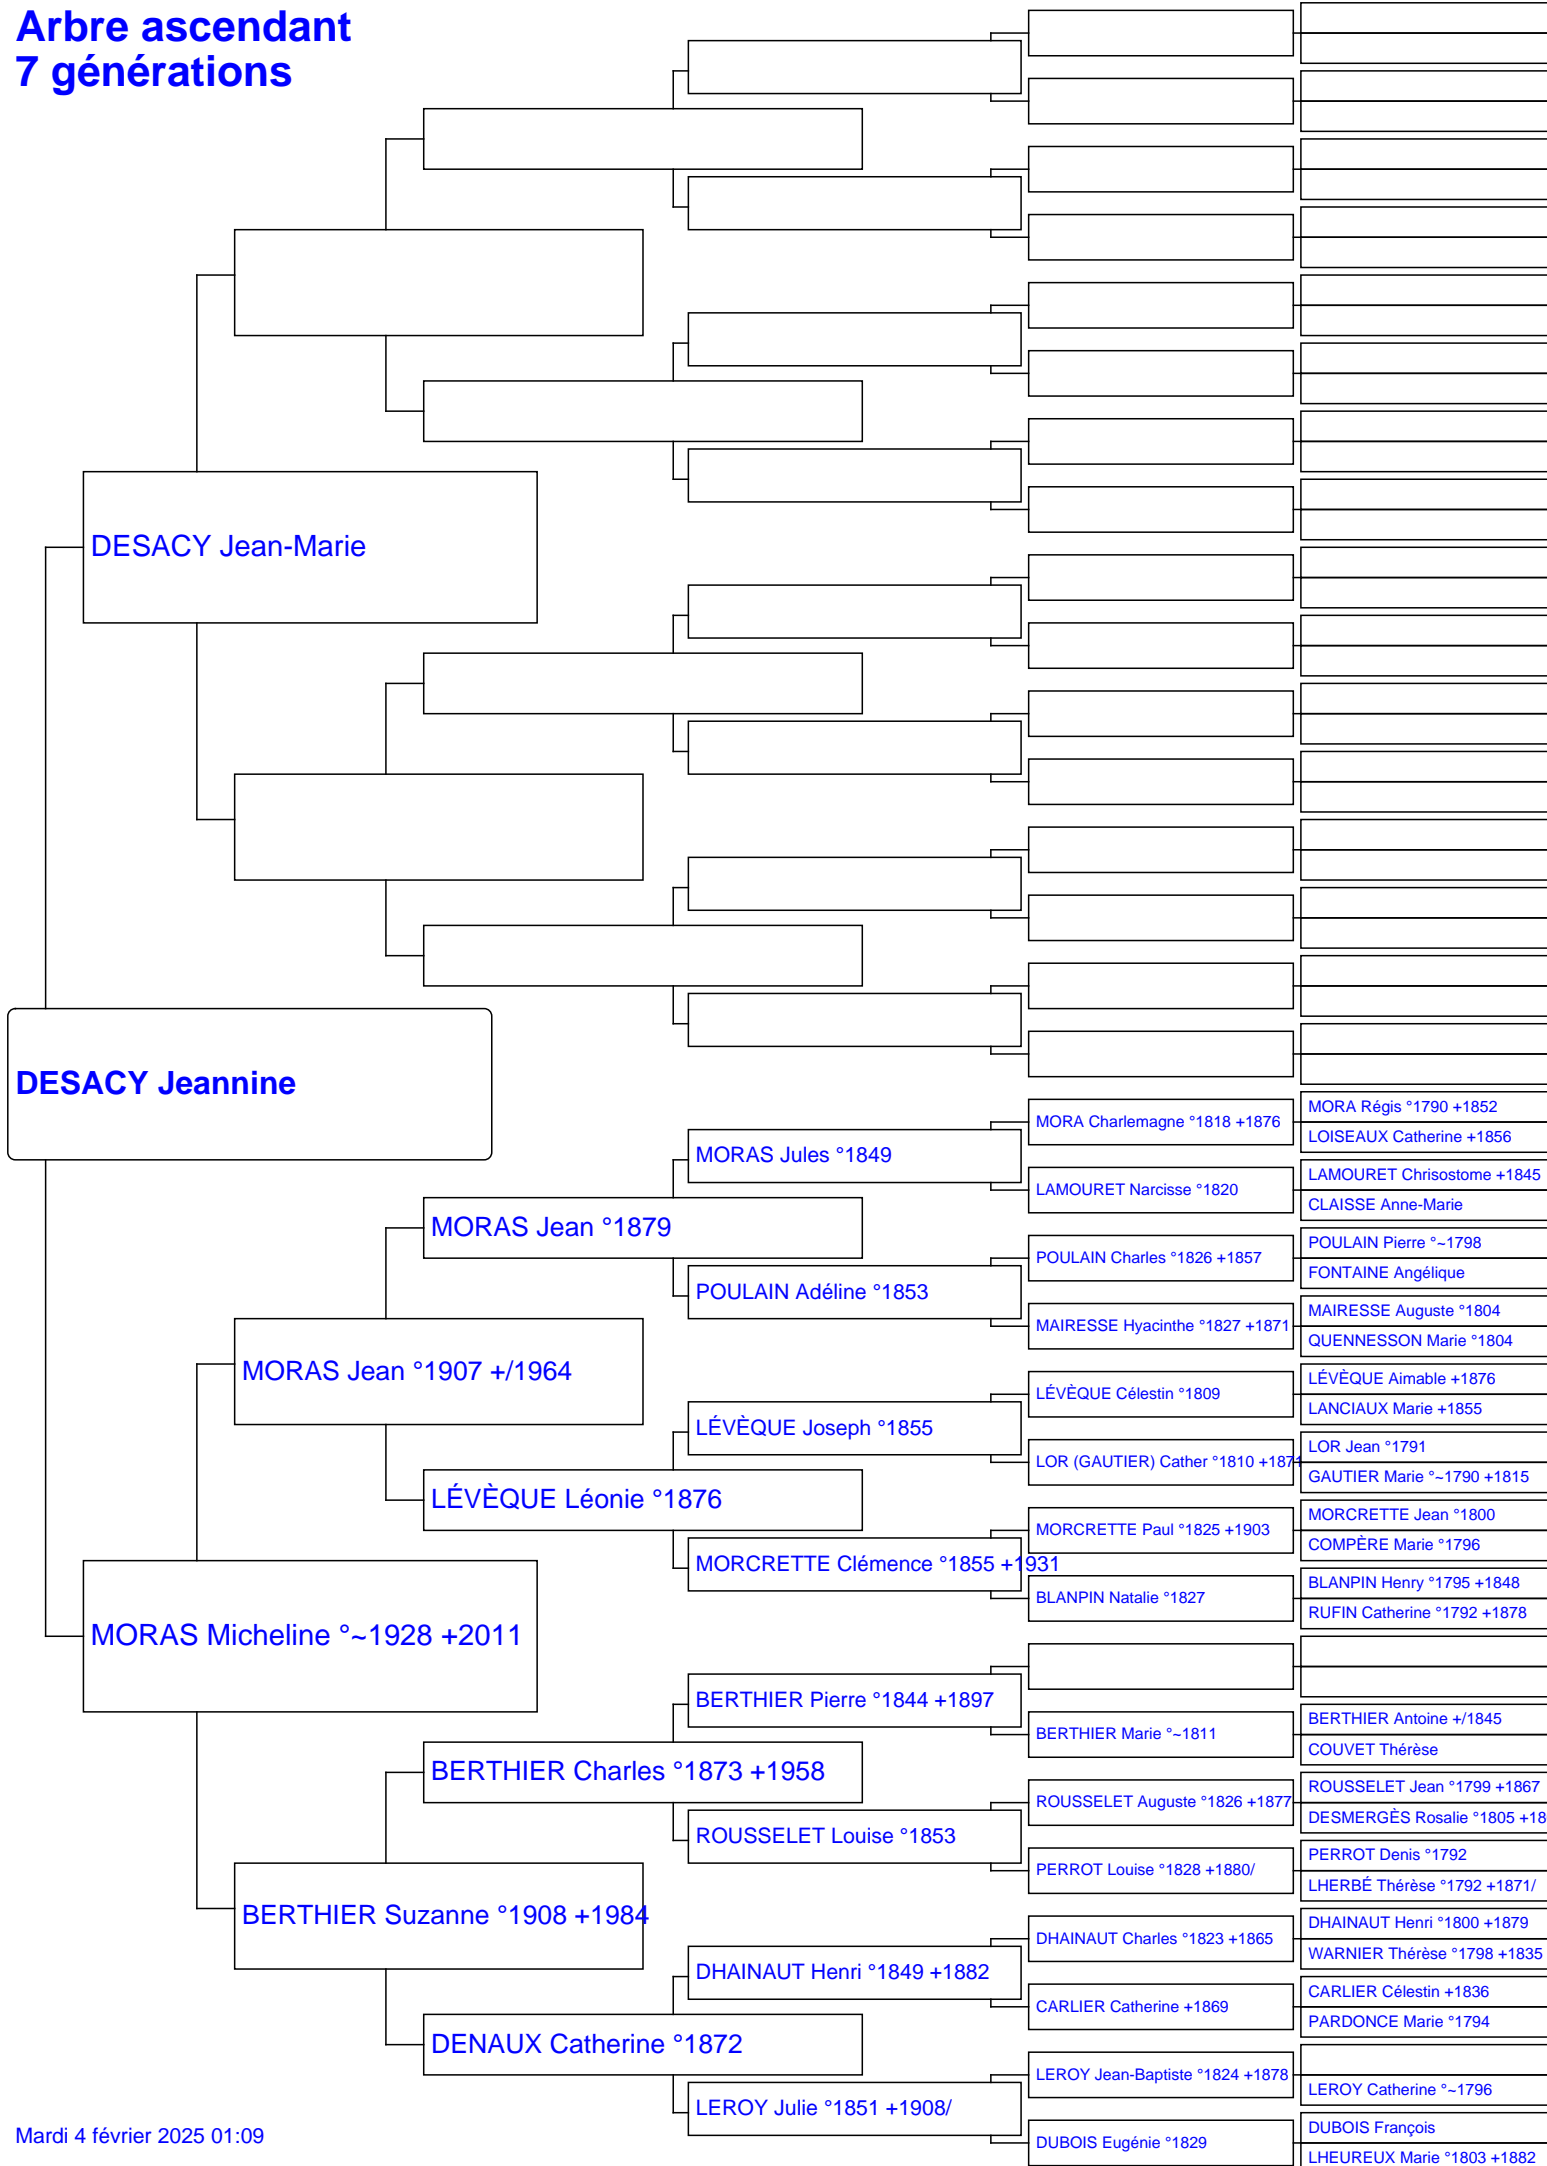 Arbre ascendant
7 générations
DESACY Jean-Marie
DESACY Jeannine
MORA Régis °1790 +1852
MORA Charlemagne °1818 +1876
LOISEAUX Catherine +1856
MORAS Jules °1849
LAMOURET Chrisostome +1845
LAMOURET Narcisse °1820
CLAISSE Anne-Marie
MORAS Jean °1879
POULAIN Pierre °~1798
POULAIN Charles °1826 +1857
FONTAINE Angélique
POULAIN Adéline °1853
MAIRESSE Auguste °1804
MAIRESSE Hyacinthe °1827 +1871
QUENNESSON Marie °1804
MORAS Jean °1907 +/1964
LÉVÈQUE Aimable +1876
LÉVÈQUE Célestin °1809
LANCIAUX Marie +1855
LÉVÈQUE Joseph °1855
LOR Jean °1791
LOR (GAUTIER) Cather °1810 +1871
GAUTIER Marie °~1790 +1815
LÉVÈQUE Léonie °1876
MORCRETTE Jean °1800
MORCRETTE Paul °1825 +1903
COMPÈRE Marie °1796
MORCRETTE Clémence °1855 +1931
BLANPIN Henry °1795 +1848
BLANPIN Natalie °1827
RUFIN Catherine °1792 +1878
MORAS Micheline °~1928 +2011
BERTHIER Pierre °1844 +1897
BERTHIER Antoine +/1845
BERTHIER Marie °~1811
COUVET Thérèse
BERTHIER Charles °1873 +1958
ROUSSELET Jean °1799 +1867
ROUSSELET Auguste °1826 +1877
DESMERGÈS Rosalie °1805 +18
ROUSSELET Louise °1853
PERROT Denis °1792
PERROT Louise °1828 +1880/
LHERBÉ Thérèse °1792 +1871/
BERTHIER Suzanne °1908 +1984
DHAINAUT Henri °1800 +1879
DHAINAUT Charles °1823 +1865
WARNIER Thérèse °1798 +1835
DHAINAUT Henri °1849 +1882
CARLIER Célestin +1836
CARLIER Catherine +1869
PARDONCE Marie °1794
DENAUX Catherine °1872
LEROY Jean-Baptiste °1824 +1878
LEROY Catherine °~1796
LEROY Julie °1851 +1908/
DUBOIS François
DUBOIS Eugénie °1829
LHEUREUX Marie °1803 +1882
Mardi 4 février 2025 01:09